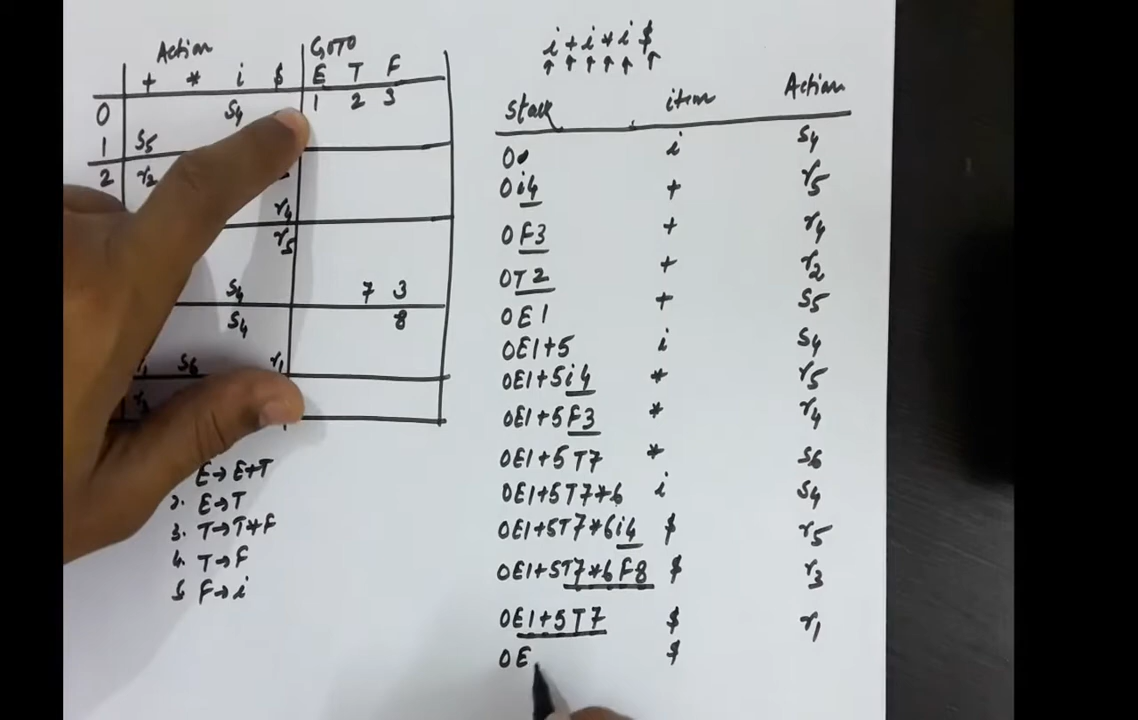 Action GOTO
+ * i $ E T F
0 S4 1 2 3
1 S5
2 r2
r4
r5
S4 7 3
S4 8
S6 r1
E→E+T
2. E→T
3. T→T*F
4. T→F
5. F→i
i+i*i$
↑ ↑ ↑ ↑ ↑ ↑
Stack item Action
0 i S4
0i4 + r5
0F3 + r4
0T2 + r2
0E1 + S5
0E1+5 i S4
0E1+5i4 * r5
0E1+5F3 * r4
0E1+5T7 * S6
0E1+5T7*6 i S4
0E1+5T7*6i4 $ r5
0E1+5T7*6F8 $ r3
0E1+5T7 $ r1
0E $